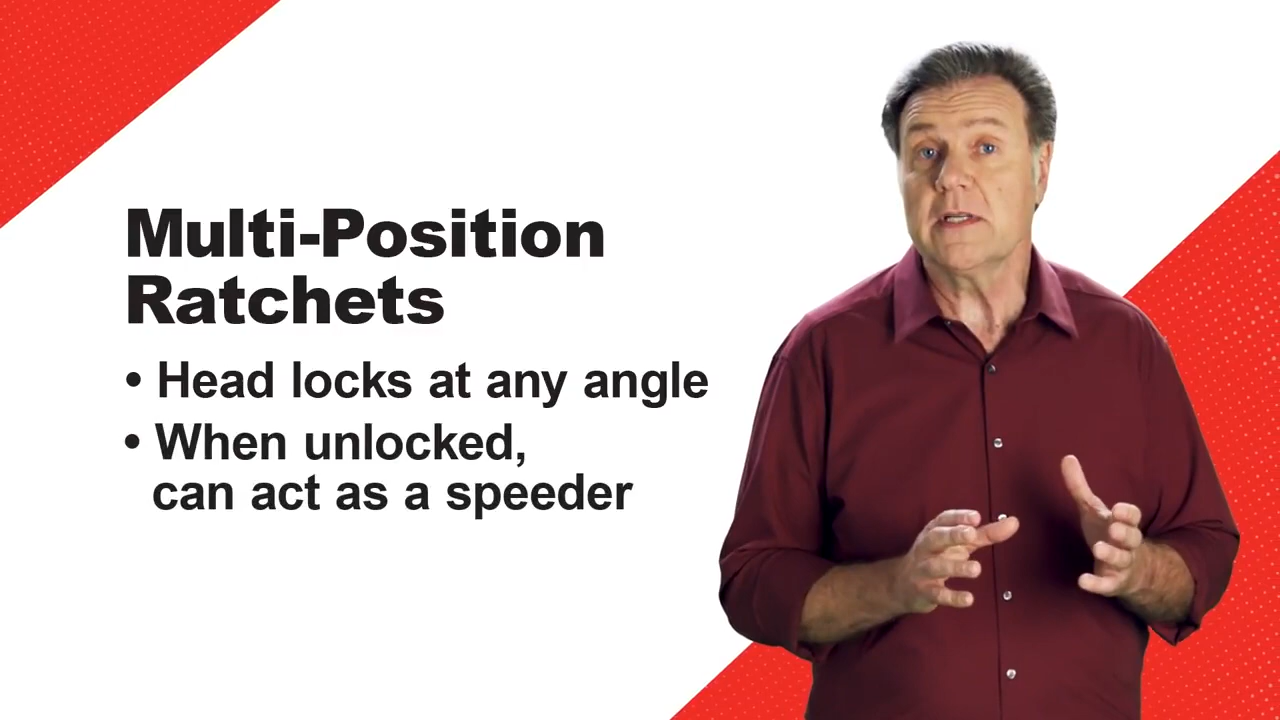 Multi-Position
Ratchets
• Head locks at any angle
• When unlocked,
can act as a speeder